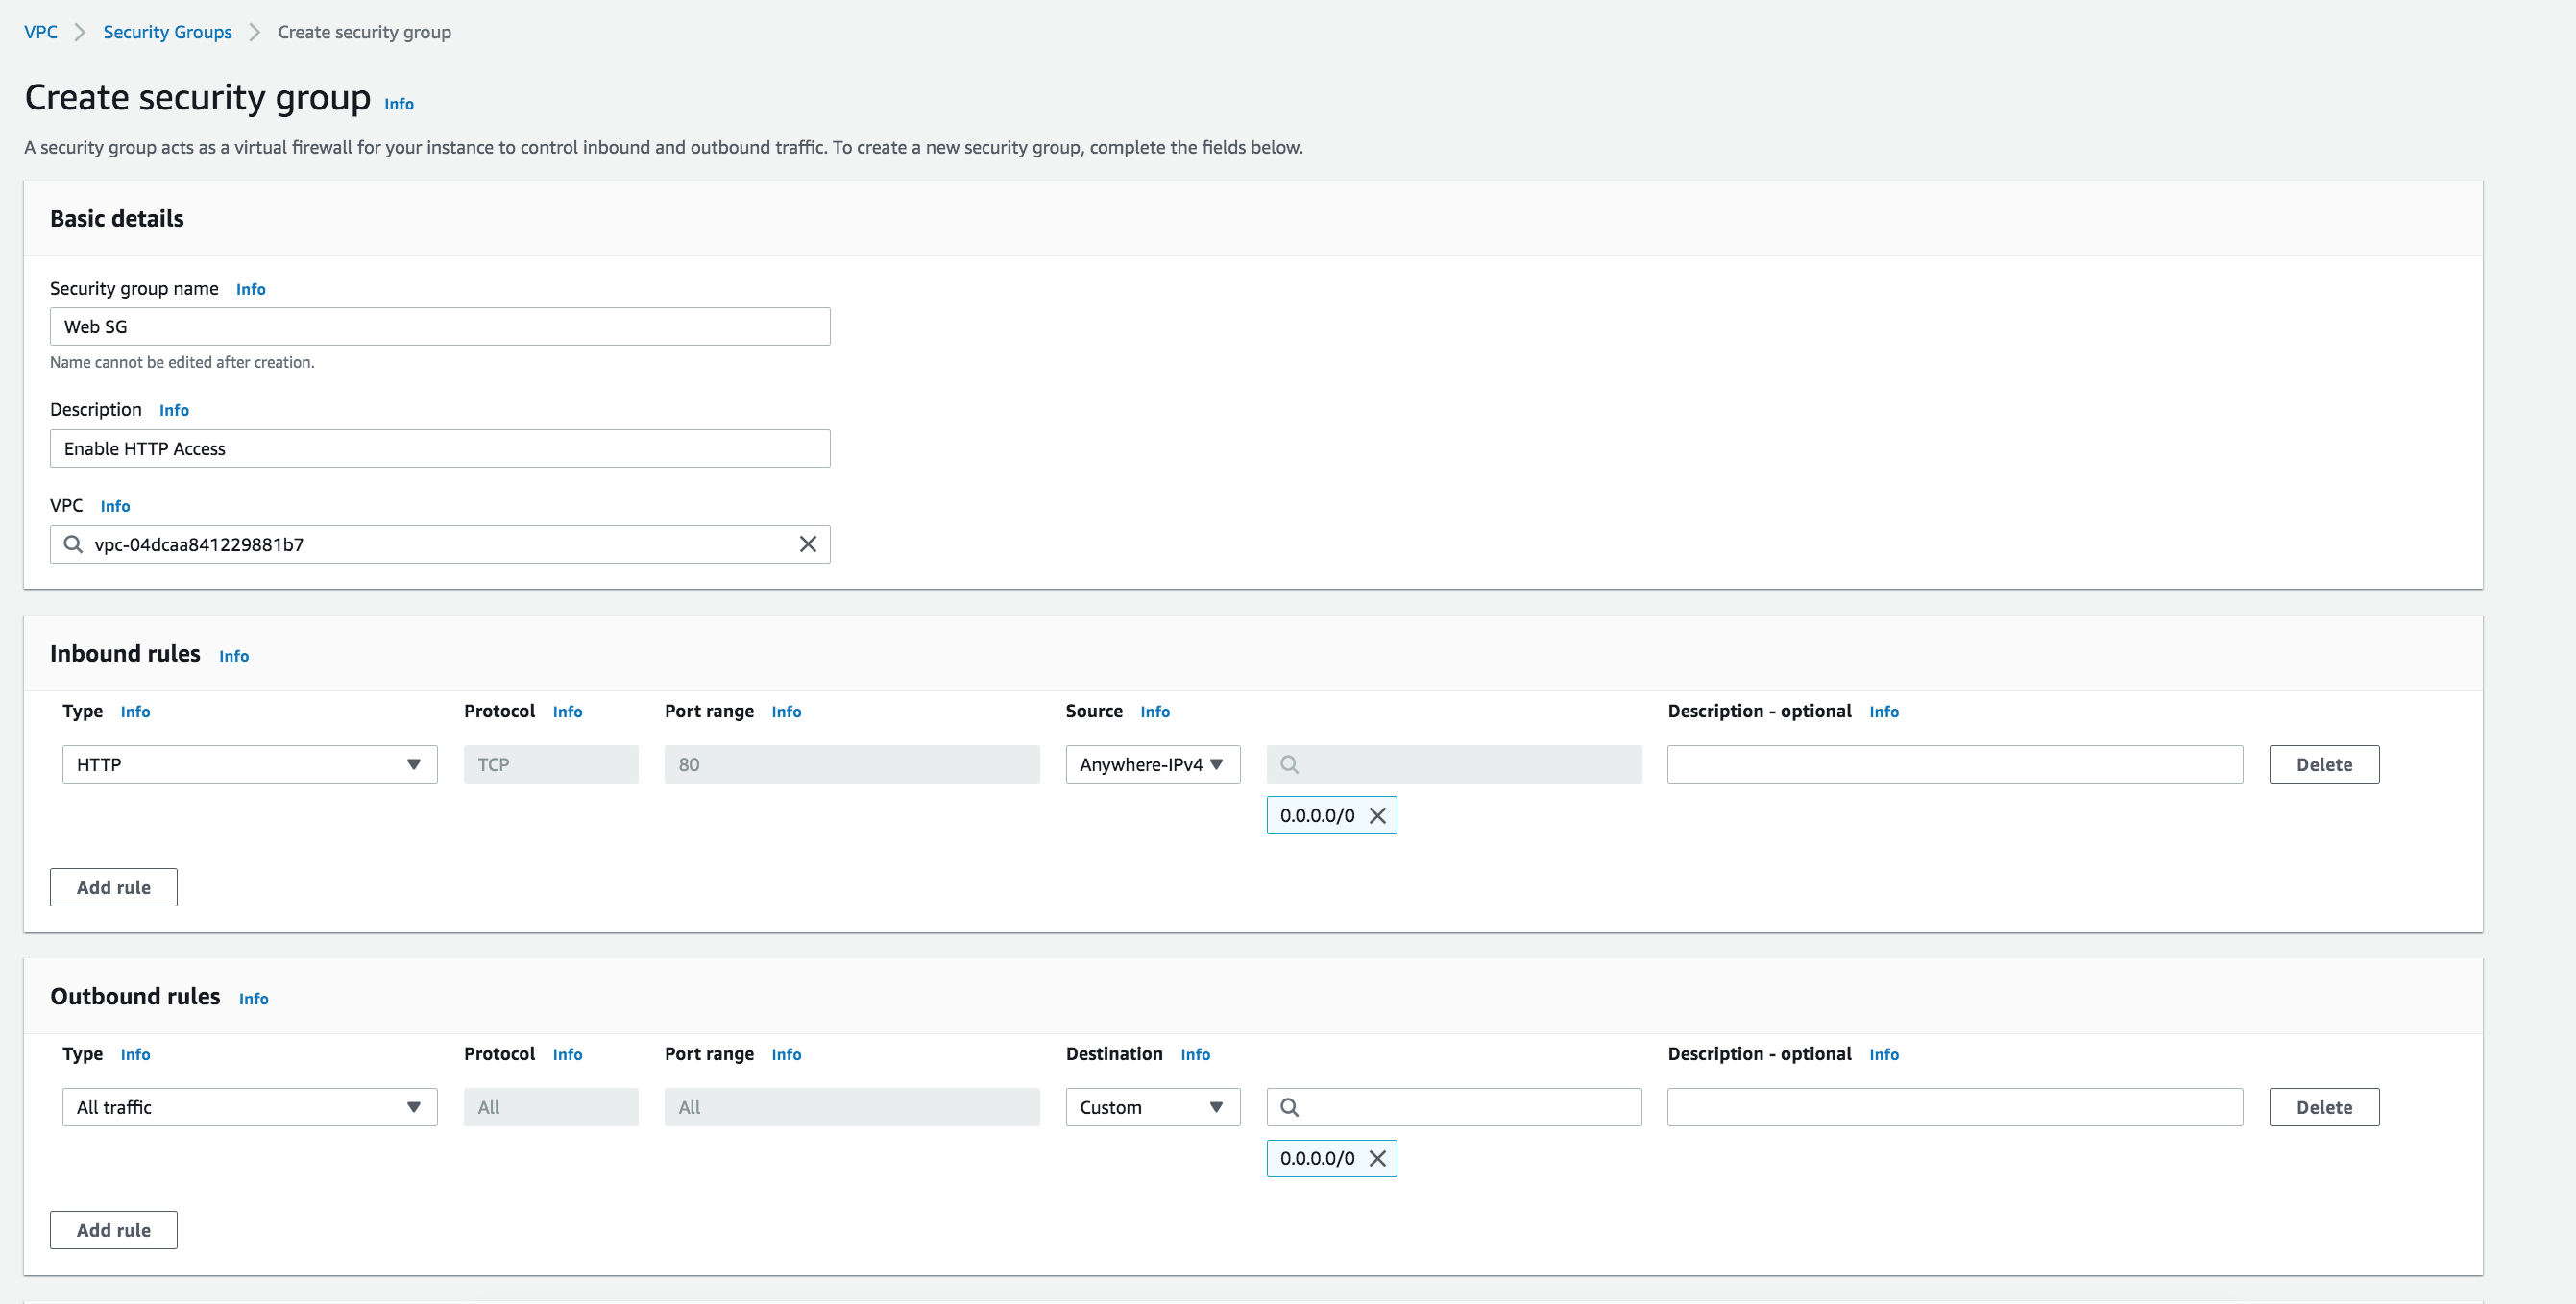 VPC > Security Groups > Create security group
Create security group Info
A security group acts as a virtual firewall for your instance to control inbound and outbound traffic. To create a new security group, complete the fields below.
Basic details
Security group name Info
Web SG
Name cannot be edited after creation.
Description Info
Enable HTTP Access
VPC Info
vpc-04dcaa841229881b7
Inbound rules Info
Type Info Protocol Info Port range Info Source Info Description - optional Info
HTTP TCP 80 Anywhere-IPv4 Delete
0.0.0.0/0
Add rule
Outbound rules Info
Type Info Protocol Info Port range Info Destination Info Description - optional Info
All traffic All All Custom Delete
0.0.0.0/0
Add rule